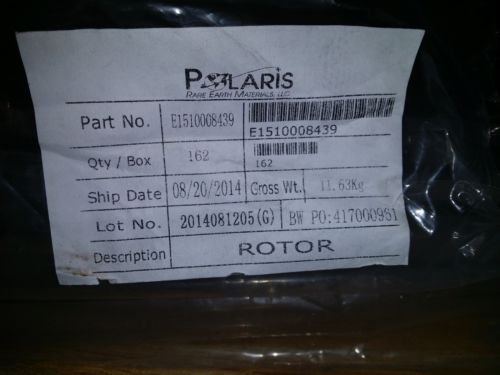 POLARIS
RARE EARTH MATERIALS, LLC
Part No. E1510008439 E1510008439
Qty / Box 162 162
Ship Date 08/20/2014 Gross Wt. 11.63Kg
Lot No. 2014081205(G) BW PO:417000981
Description ROTOR